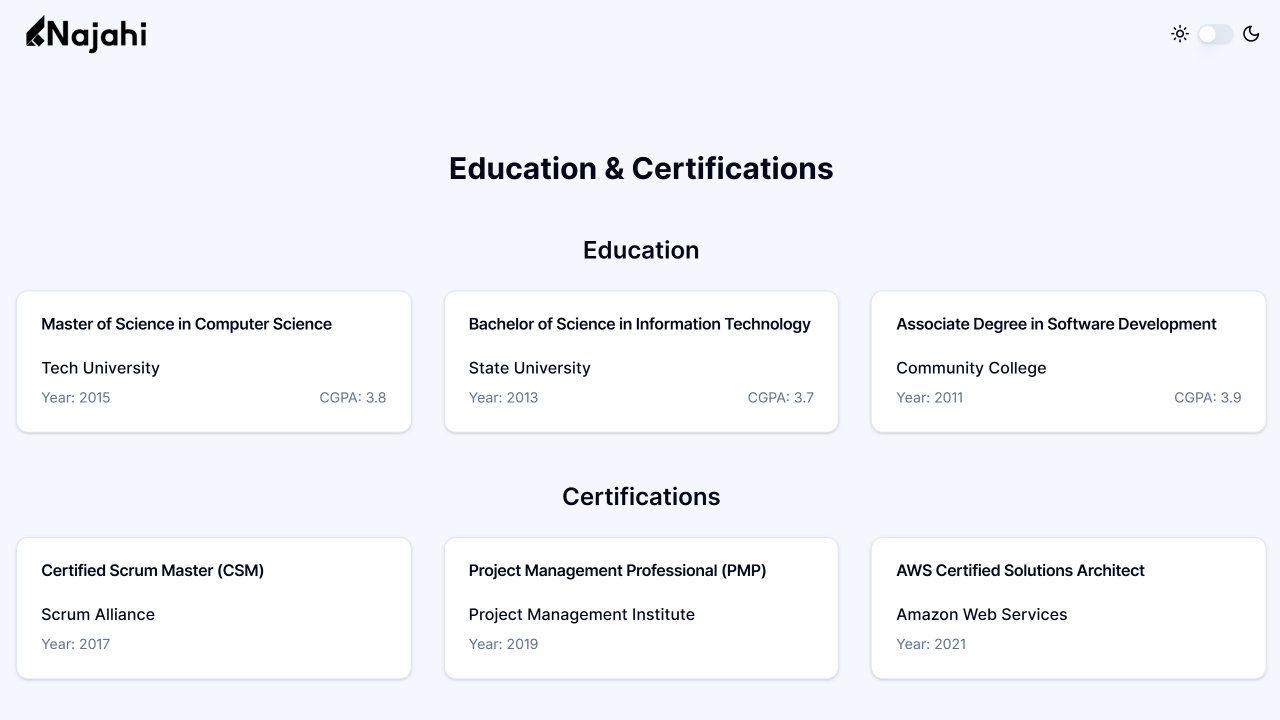 Najahi
Education & Certifications
Education
Master of Science in Computer Science
Tech University
Year: 2015 CGPA: 3.8
Bachelor of Science in Information Technology
State University
Year: 2013 CGPA: 3.7
Associate Degree in Software Development
Community College
Year: 2011 CGPA: 3.9
Certifications
Certified Scrum Master (CSM)
Scrum Alliance
Year: 2017
Project Management Professional (PMP)
Project Management Institute
Year: 2019
AWS Certified Solutions Architect
Amazon Web Services
Year: 2021